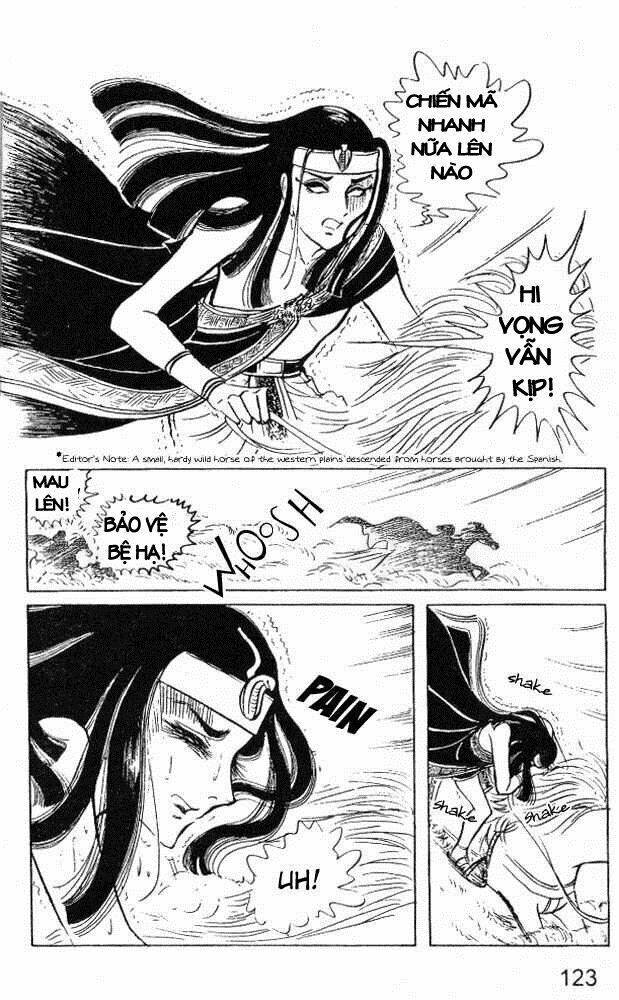 CHIẾN MÃ
NHANH
NỮA LÊN
NÀO
HI
VỌNG
VẪN
KỊP!
*Editor's Note: A small, hardy wild horse of the western plains descended from horses brought by the Spanish.
MAU
LÊN!
BẢO VỆ
BỆ HẠ!
WHOOSH
PAIN
UH!
shake
shake
shake
123